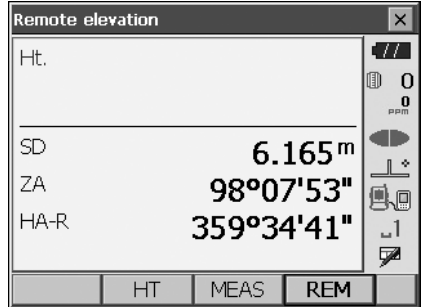 Remote elevation
Ht.
0
0
ppm
SD 6.165 m
ZA 98°07'53"
HA-R 359°34'41"
1
HT MEAS REM